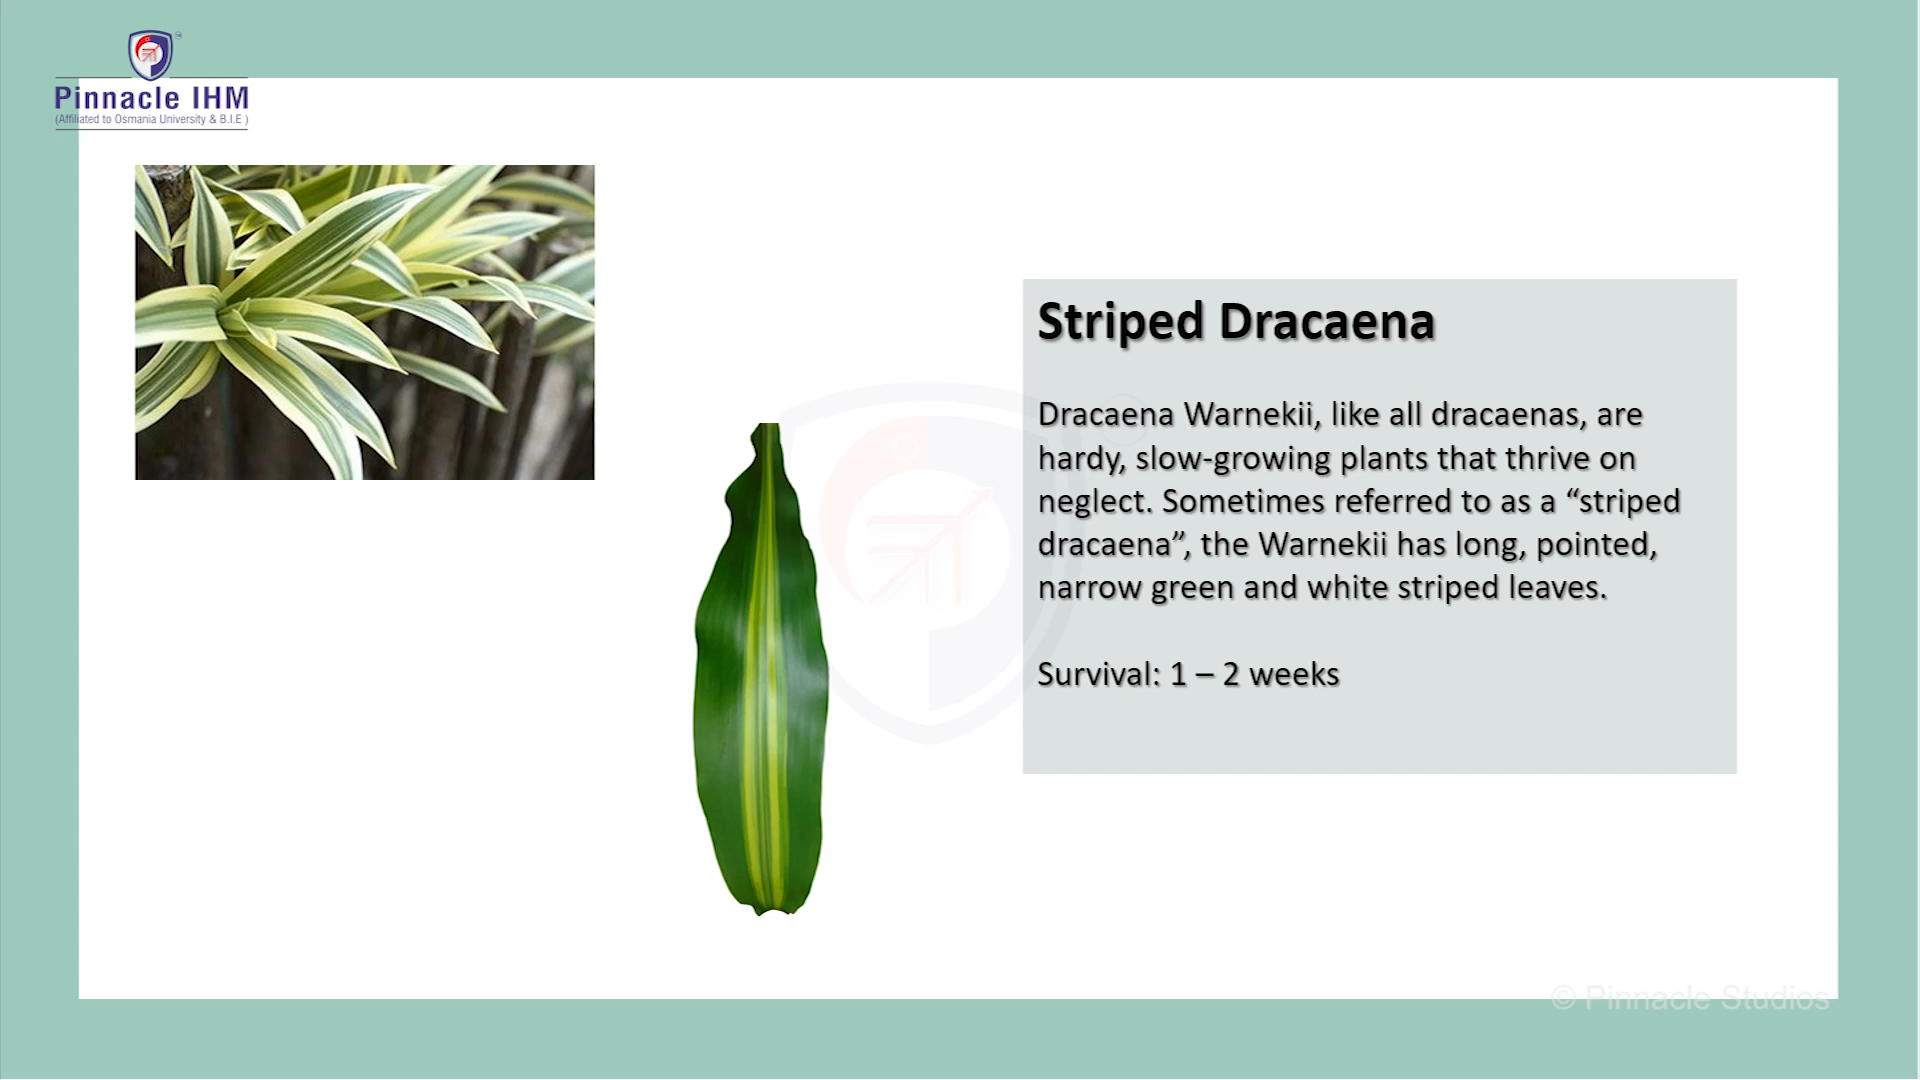 Pinnacle IHM
(Affiliated to Osmania University & B.I.E )
Striped Dracaena
Dracaena Warnekii, like all dracaenas, are
hardy, slow-growing plants that thrive on
neglect. Sometimes referred to as a “striped
dracaena”, the Warnekii has long, pointed,
narrow green and white striped leaves.
Survival: 1 – 2 weeks
© Pinnacle Studios